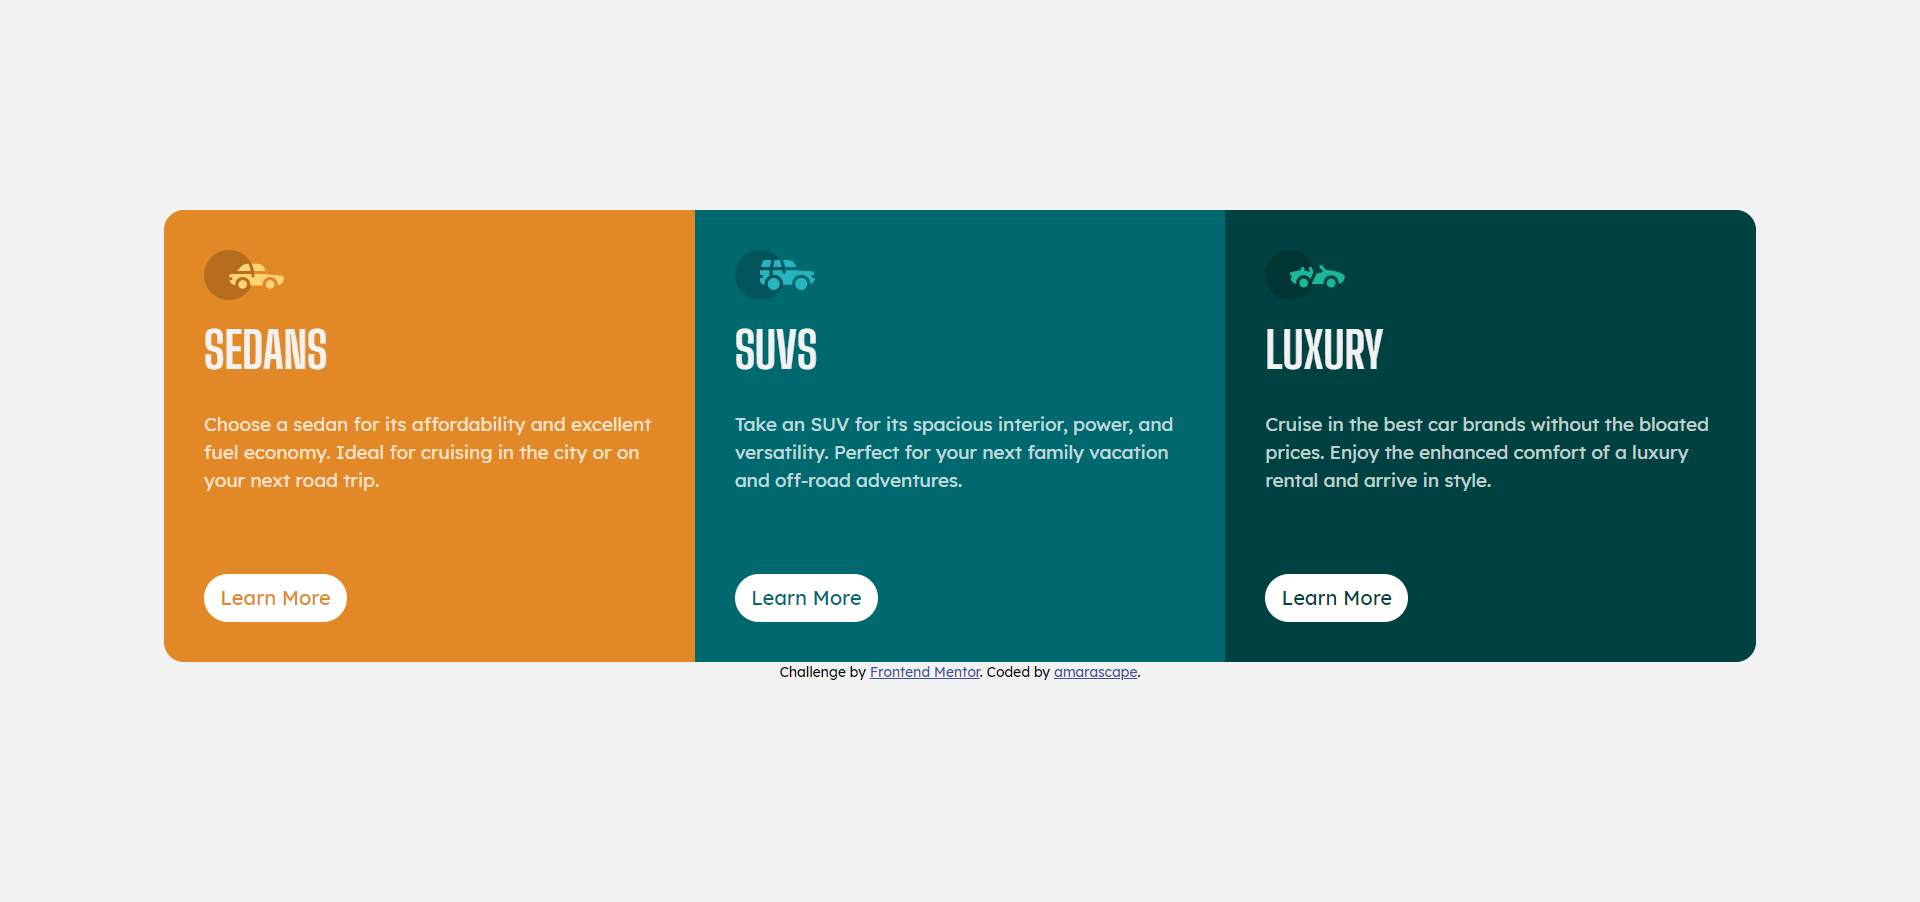 SEDANS
Choose a sedan for its affordability and excellent
fuel economy. Ideal for cruising in the city or on
your next road trip.
Learn More
SUVS
Take an SUV for its spacious interior, power, and
versatility. Perfect for your next family vacation
and off-road adventures.
Learn More
LUXURY
Cruise in the best car brands without the bloated
prices. Enjoy the enhanced comfort of a luxury
rental and arrive in style.
Learn More
Challenge by Frontend Mentor. Coded by amarascape.